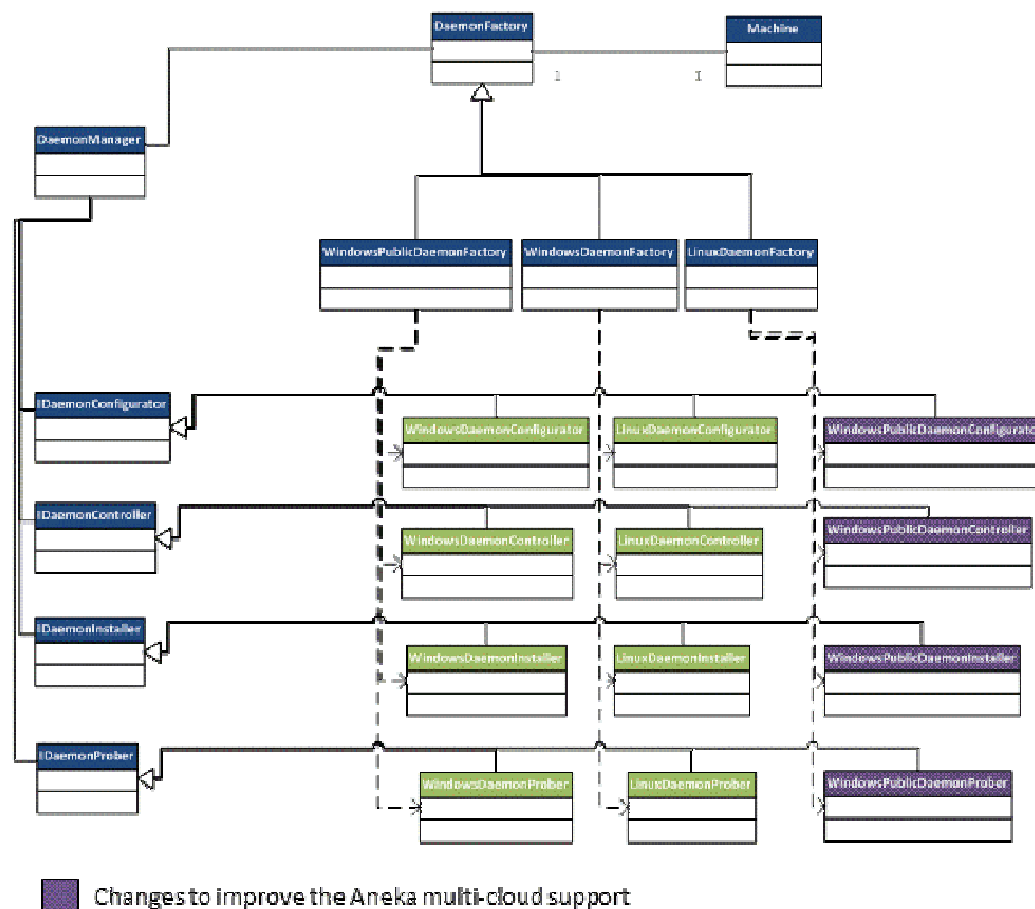 DaemonFactory
Machine
1
1
DaemonManager
WindowsPublicDaemonFactory
WindowsDaemonFactory
LinuxDaemonFactory
IDaemonConfigurator
WindowsDaemonConfigurator
LinuxDaemonConfigurator
WindowsPublicDaemonConfigurato
IDaemonController
WindowsDaemonController
LinuxDaemonController
WindowsPublicDaemonController
IDaemonInstaller
WindowsDaemonInstaller
LinuxDaemonInstaller
WindowsPublicDaemonInstaller
IDaemonProber
WindowsDaemonProber
LinuxDaemonProber
WindowsPublicDaemonProber
Changes to improve the Aneka multi-cloud support